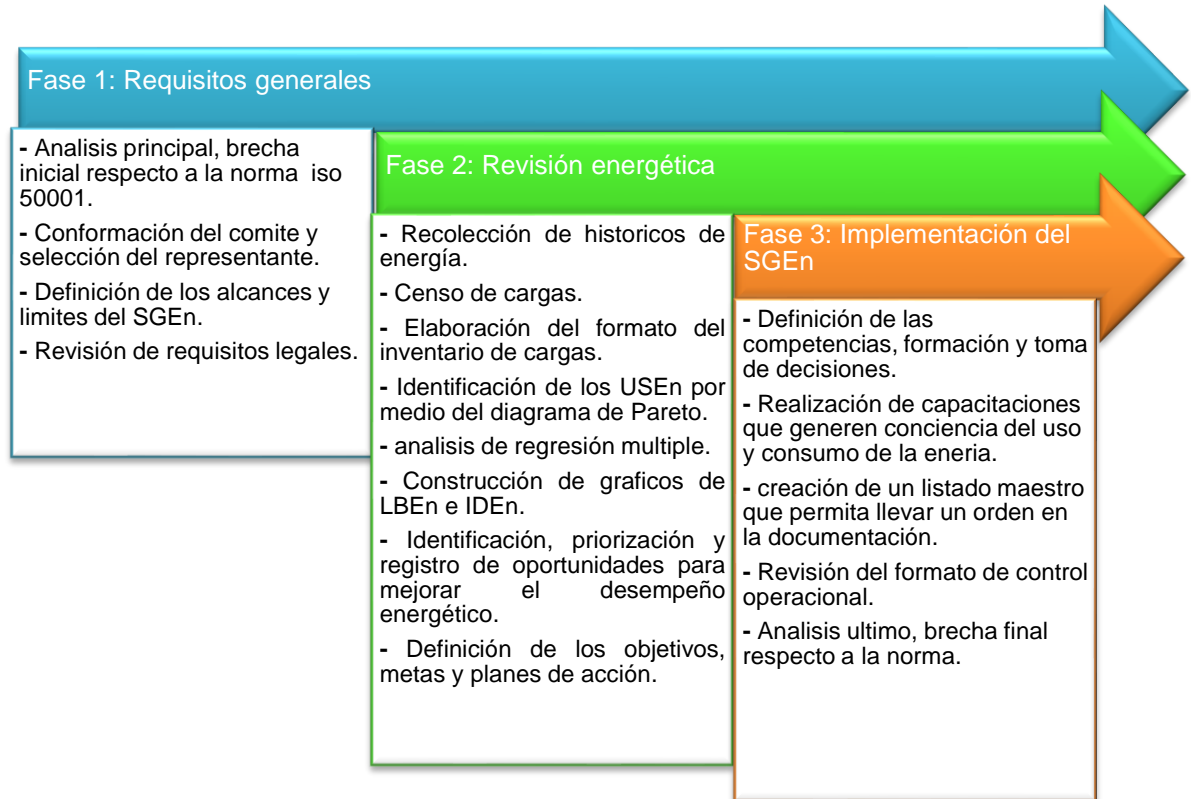 Fase 1: Requisitos generales
- Analisis principal, brecha
inicial respecto a la norma iso
50001.
- Conformación del comite y
selección del representante.
- Definición de los alcances y
limites del SGEn.
- Revisión de requisitos legales.
Fase 2: Revisión energética
- Recolección de historicos de
energía.
- Censo de cargas.
- Elaboración del formato del
inventario de cargas.
- Identificación de los USEn por
medio del diagrama de Pareto.
- analisis de regresión multiple.
- Construcción de graficos de
LBEn e IDEn.
- Identificación, priorización y
registro de oportunidades para
mejorar el desempeño
energético.
- Definición de los objetivos,
metas y planes de acción.
Fase 3: Implementación del
SGEn
- Definición de las
competencias, formación y toma
de decisiones.
- Realización de capacitaciones
que generen conciencia del uso
y consumo de la eneria.
- creación de un listado maestro
que permita llevar un orden en
la documentación.
- Revisión del formato de control
operacional.
- Analisis ultimo, brecha final
respecto a la norma.